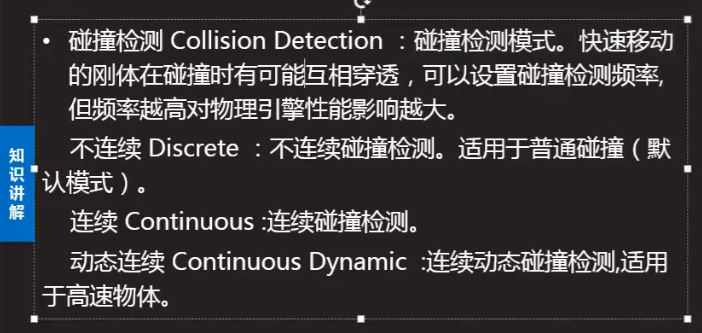 • 碰撞检测 Collision Detection ：碰撞检测模式。快速移动
的刚体在碰撞时有可能互相穿透，可以设置碰撞检测频率,
但频率越高对物理引擎性能影响越大。
不连续 Discrete ：不连续碰撞检测。适用于普通碰撞（默
认模式）。
连续 Continuous :连续碰撞检测。
动态连续 Continuous Dynamic :连续动态碰撞检测,适用
于高速物体。
知识讲解